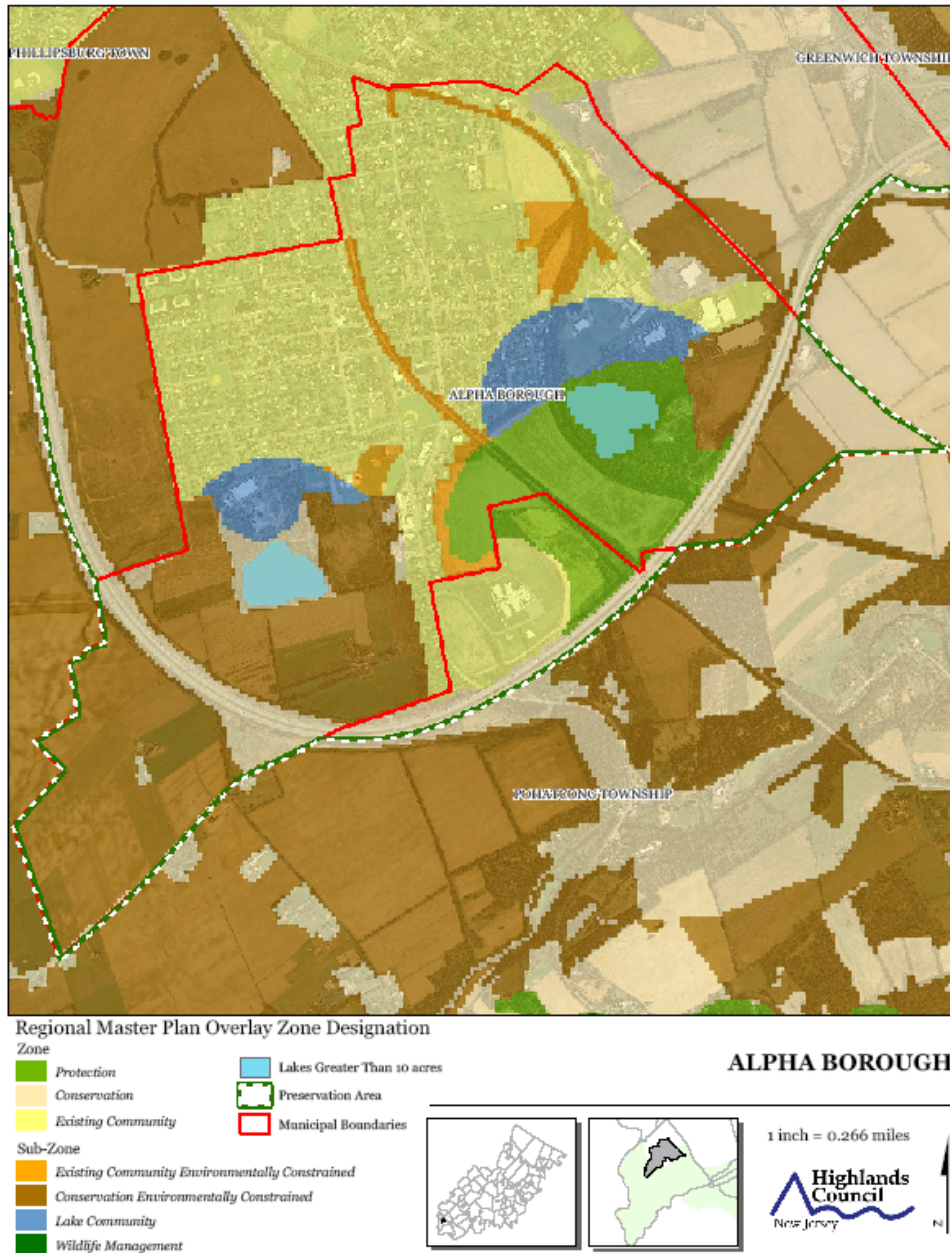 PHILLIPSBURG TOWN
GREENWICH TOWNSHIP
ALPHA BOROUGH
POHATCONG TOWNSHIP
Regional Master Plan Overlay Zone Designation
Zone
Protection
Conservation
Existing Community
Lakes Greater Than 10 acres
Preservation Area
Municipal Boundaries
Sub-Zone
Existing Community Environmentally Constrained
Conservation Environmentally Constrained
Lake Community
Wildlife Management
ALPHA BOROUGH
1 inch = 0.266 miles
Highlands
Council
New Jersey
N